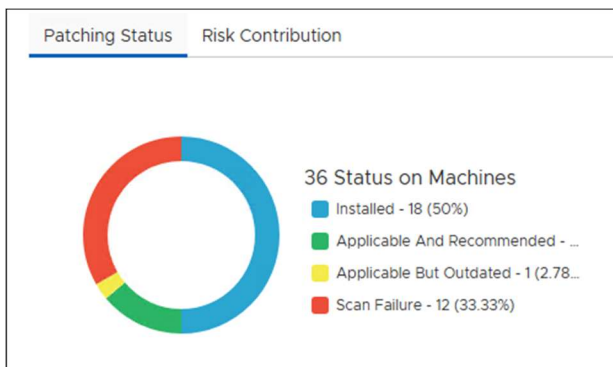 Patching Status Risk Contribution
36 Status on Machines
Installed - 18 (50%)
Applicable And Recommended - ...
Applicable But Outdated - 1 (2.78...
Scan Failure - 12 (33.33%)